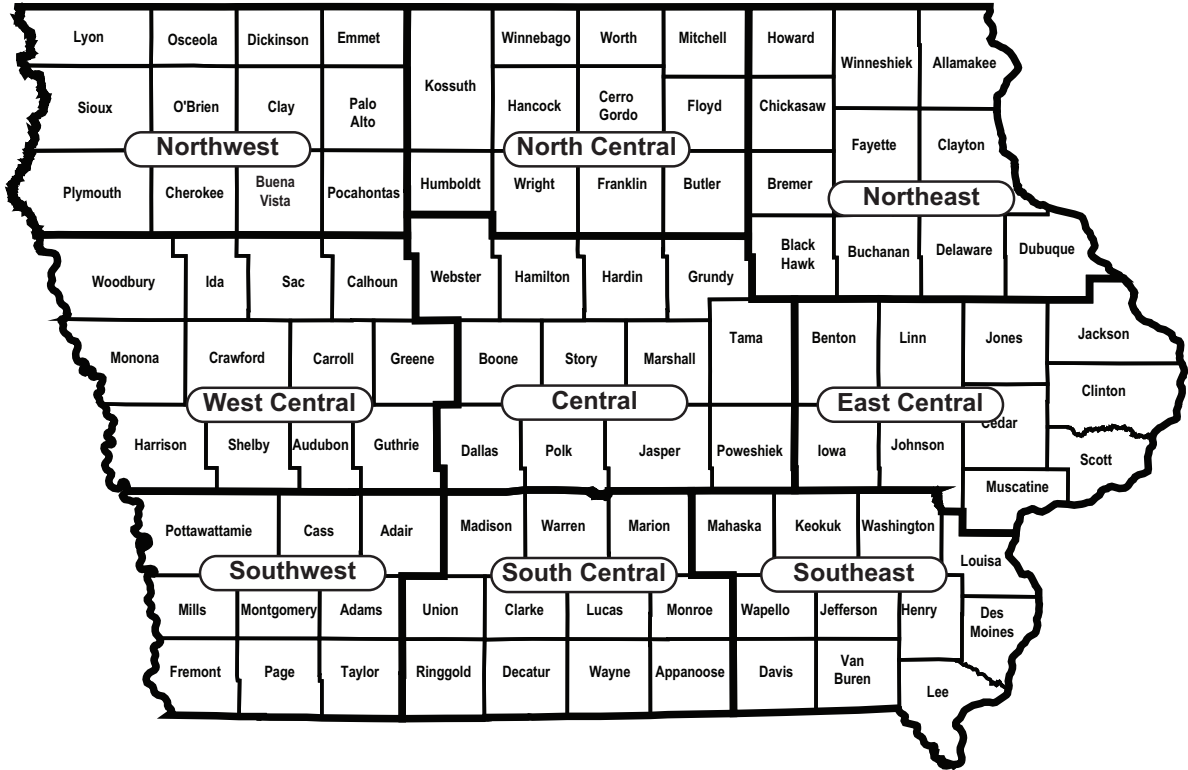 Lyon
Osceola
Dickinson
Emmet
Kossuth
Winnebago
Worth
Mitchell
Howard
Winneshiek
Allamakee
Sioux
O'Brien
Clay
Palo
Alto
Hancock
Cerro
Gordo
Floyd
Chickasaw
Fayette
Clayton
Northwest
North Central
Northeast
Plymouth
Cherokee
Buena
Vista
Pocahontas
Humboldt
Wright
Franklin
Butler
Bremer
Black
Hawk
Buchanan
Delaware
Dubuque
Woodbury
Ida
Sac
Calhoun
Webster
Hamilton
Hardin
Grundy
Tama
Benton
Linn
Jones
Jackson
Monona
Crawford
Carroll
Greene
Boone
Story
Marshall
Clinton
West Central
Central
East Central
Cedar
Harrison
Shelby
Audubon
Guthrie
Dallas
Polk
Jasper
Poweshiek
Iowa
Johnson
Scott
Muscatine
Pottawattamie
Cass
Adair
Madison
Warren
Marion
Mahaska
Keokuk
Washington
Louisa
Southwest
South Central
Southeast
Mills
Montgomery
Adams
Union
Clarke
Lucas
Monroe
Wapello
Jefferson
Henry
Des
Moines
Fremont
Page
Taylor
Ringgold
Decatur
Wayne
Appanoose
Davis
Van
Buren
Lee